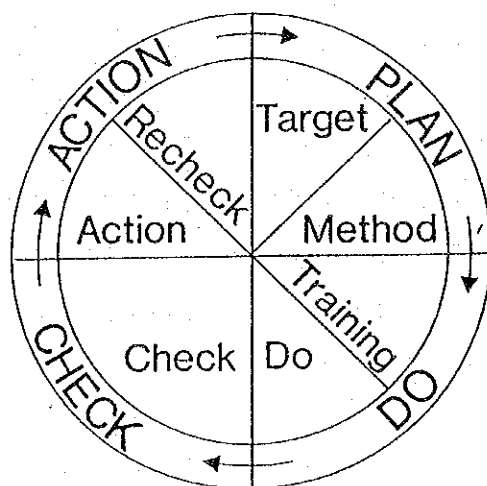 ACTION
PLAN
Recheck
Target
Action
Method
Training
Check
Do
CHECK
DO